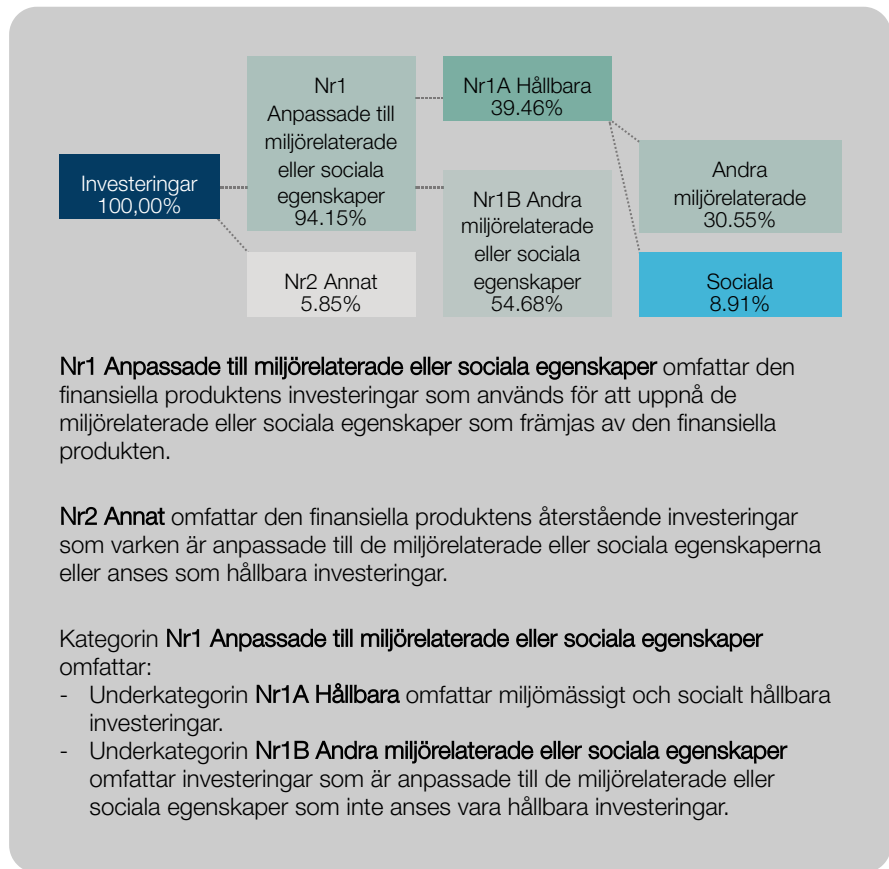 Investeringar
100,00%
Nr1
Anpassade till
miljörelaterade
eller sociala
egenskaper
94.15%
Nr2 Annat
5.85%
Nr1A Hållbara
39.46%
Nr1B Andra
miljörelaterade
eller sociala
egenskaper
54.68%
Andra
miljörelaterade
30.55%
Sociala
8.91%
Nr1 Anpassade till miljörelaterade eller sociala egenskaper omfattar den
finansiella produktens investeringar som används för att uppnå de
miljörelaterade eller sociala egenskaper som främjas av den finansiella
produkten.
Nr2 Annat omfattar den finansiella produktens återstående investeringar
som varken är anpassade till de miljörelaterade eller sociala egenskaperna
eller anses som hållbara investeringar.
Kategorin Nr1 Anpassade till miljörelaterade eller sociala egenskaper
omfattar:
- Underkategorin Nr1A Hållbara omfattar miljömässigt och socialt hållbara
investeringar.
- Underkategorin Nr1B Andra miljörelaterade eller sociala egenskaper
omfattar investeringar som är anpassade till de miljörelaterade eller
sociala egenskaper som inte anses vara hållbara investeringar.